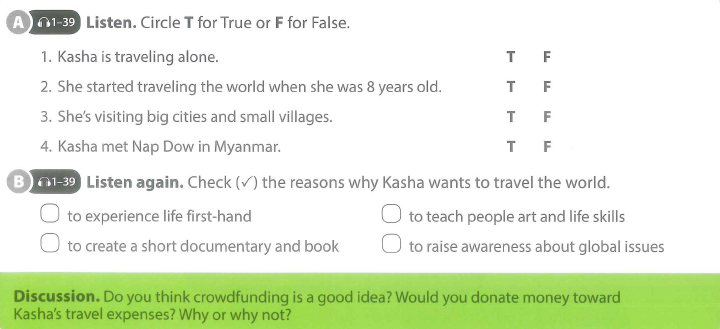 A 1–39 Listen. Circle T for True or F for False.
1. Kasha is traveling alone. T F
2. She started traveling the world when she was 8 years old. T F
3. She's visiting big cities and small villages. T F
4. Kasha met Nap Dow in Myanmar. T F
B 1–39 Listen again. Check (✓) the reasons why Kasha wants to travel the world.
to experience life first-hand to teach people art and life skills
to create a short documentary and book to raise awareness about global issues
Discussion. Do you think crowdfunding is a good idea? Would you donate money toward
Kasha's travel expenses? Why or why not?